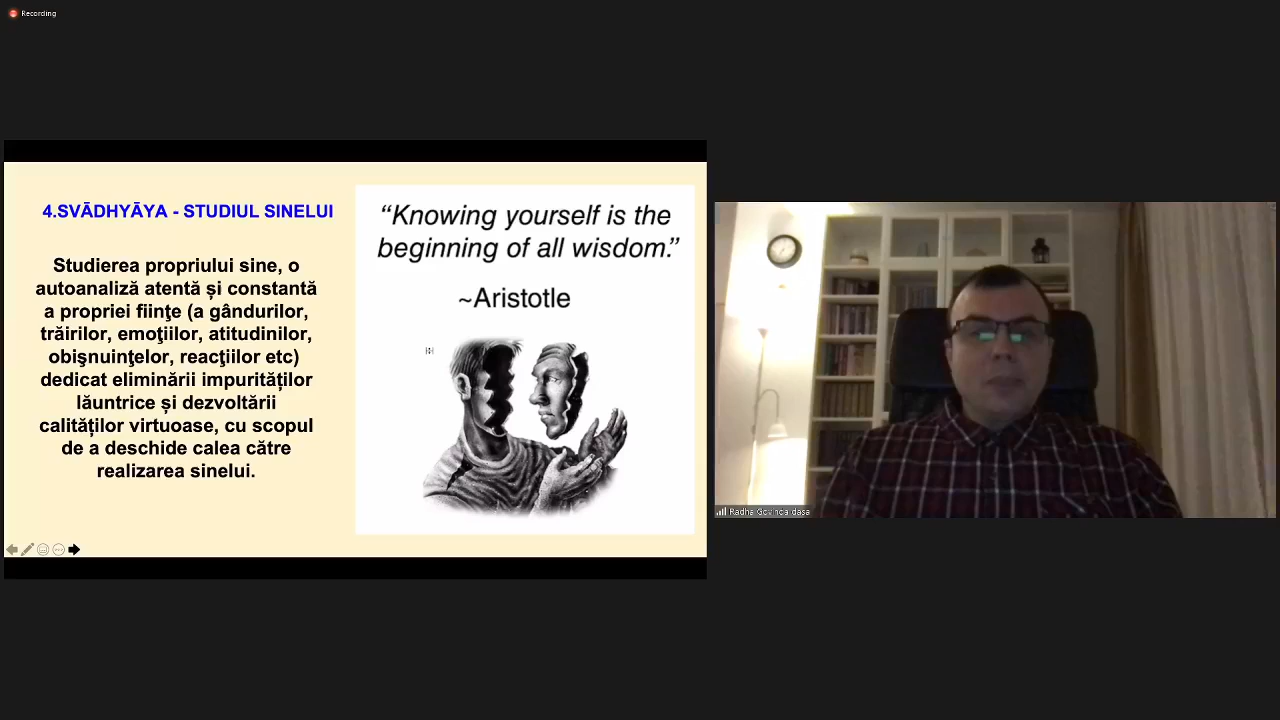 Recording
4.SVĀDHYĀYA - STUDIUL SINELUI
Studierea propriului sine, o
autoanaliză atentă și constantă
a propriei fiinţe (a gândurilor,
trăirilor, emoţiilor, atitudinilor,
obişnuinţelor, reacţiilor etc)
dedicat eliminării impurităților
lăuntrice și dezvoltării
calităților virtuoase, cu scopul
de a deschide calea către
realizarea sinelui.
“Knowing yourself is the
beginning of all wisdom.”
~Aristotle
Radha Govinda dasa